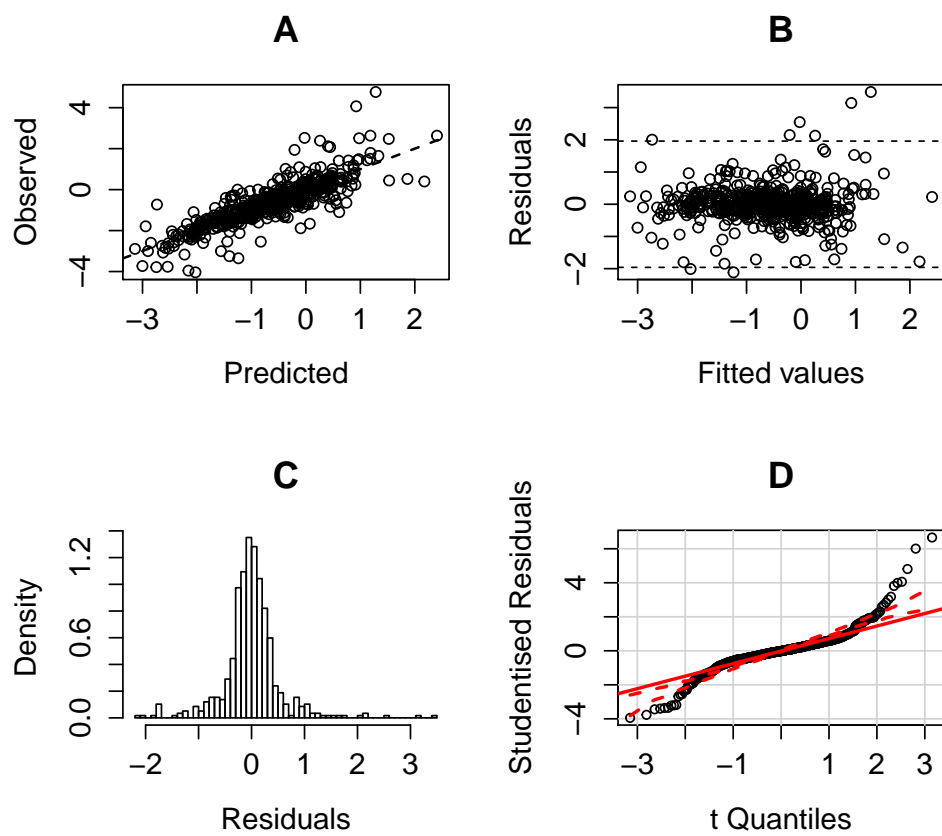 A
Observed
4
0
−4
−3
−1
0
1
2
Predicted
B
Residuals
2
0
−2
−3
−1
0
1
2
Fitted values
C
Density
1.2
0.6
0.0
−2
0
1
2
3
Residuals
D
Studentised Residuals
4
0
−4
−3
−1
1
2
3
t Quantiles